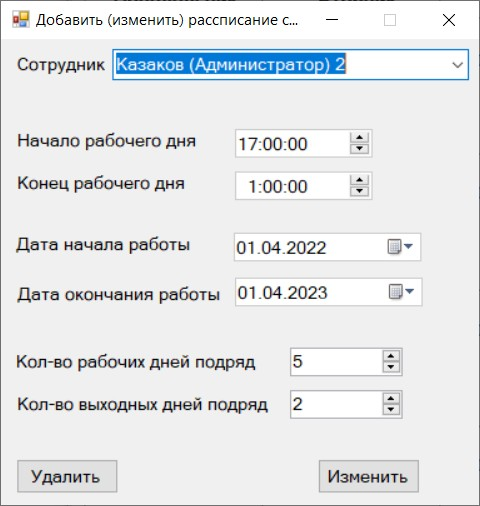 Добавить (изменить) рассписание с...
Сотрудник Казаков (Администратор) 2
Начало рабочего дня 17:00:00
Конец рабочего дня 1:00:00
Дата начала работы 01.04.2022
Дата окончания работы 01.04.2023
Кол-во рабочих дней подряд 5
Кол-во выходных дней подряд 2
Удалить Изменить